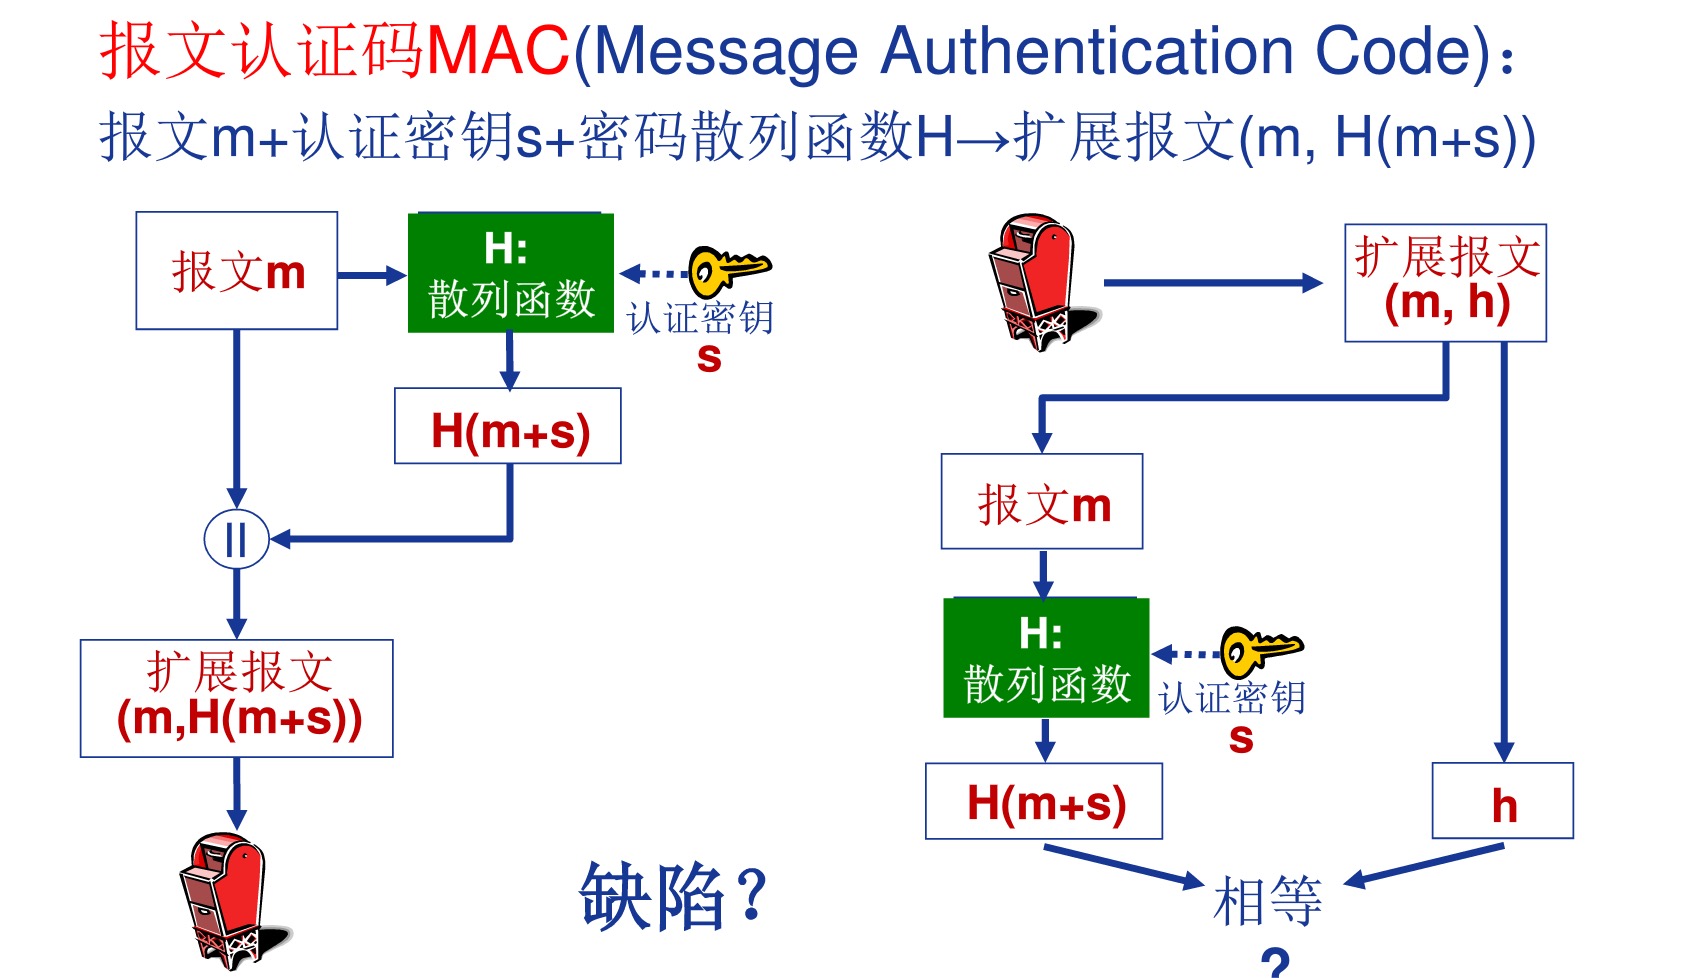 报文认证码MAC(Message Authentication Code)：
报文m+认证密钥s+密码散列函数H→扩展报文(m, H(m+s))
报文m
H:
散列函数
认证密钥
s
H(m+s)
||
扩展报文
(m,H(m+s))
缺陷？
扩展报文
(m, h)
报文m
H:
散列函数
认证密钥
s
H(m+s)
h
相等
?